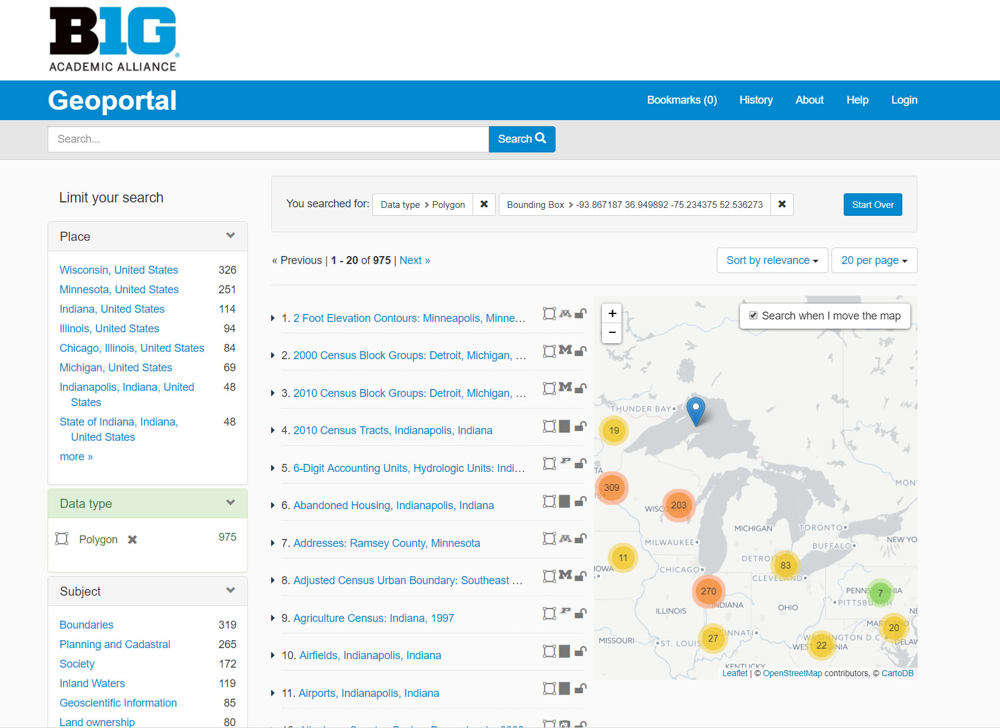 B1G
ACADEMIC ALLIANCE
Geoportal
Bookmarks (0) History About Help Login
Search...
Search
Limit your search
Place
Wisconsin, United States 326
Minnesota, United States 251
Indiana, United States 114
Illinois, United States 94
Chicago, Illinois, United States 84
Michigan, United States 69
Indianapolis, Indiana, United 48
States
State of Indiana, Indiana, 48
United States
more »
Data type
Polygon ✖ 975
Subject
Boundaries 319
Planning and Cadastral 265
Society 172
Inland Waters 119
Geoscientific Information 85
Land ownership 80
You searched for: Data type > Polygon ✖ Bounding Box > -93.867187 36.949892 -75.234375 52.536273 ✖ Start Over
« Previous | 1 - 20 of 975 | Next »
Sort by relevance 20 per page
1. 2 Foot Elevation Contours: Minneapolis, Minne…
2. 2000 Census Block Groups: Detroit, Michigan, …
3. 2010 Census Block Groups: Detroit, Michigan, …
4. 2010 Census Tracts, Indianapolis, Indiana
5. 6-Digit Accounting Units, Hydrologic Units: Indi…
6. Abandoned Housing, Indianapolis, Indiana
7. Addresses: Ramsey County, Minnesota
8. Adjusted Census Urban Boundary: Southeast …
9. Agriculture Census: Indiana, 1997
10. Airfields, Indianapolis, Indiana
11. Airports, Indianapolis, Indiana
+
−
Search when I move the map
THUNDER BAY
19
309
203
MONT
MICHIGAN
TORONTO
MILWAUKEE
BUFFALO
NEW YO
11
DETROIT
83
IOWA
CHICAGO
CLEVELAND
270
7
INDIANA
OHIO
PITTSBURGH
ILLINOIS
20
27
MISSOURI
ST. LOUIS
WASHINGTON D.C.
22
DELAW
KENTUCKY
Leaflet | © OpenStreetMap contributors, © CartoDB